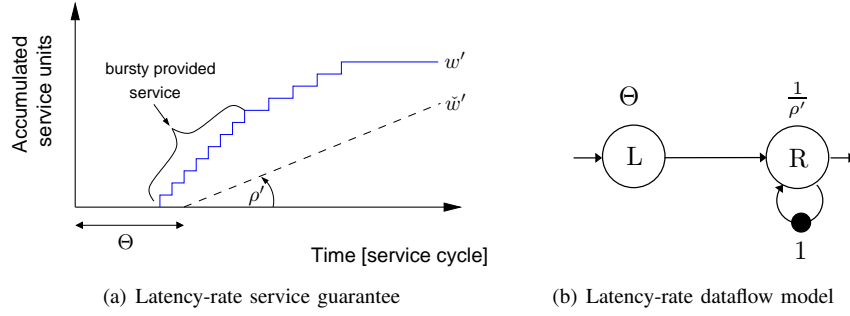 Accumulated
service units
bursty provided
service
w′
w̌′
ρ′
Θ
Time [service cycle]
(a) Latency-rate service guarantee
Θ
1/ρ′
L
R
1
(b) Latency-rate dataflow model